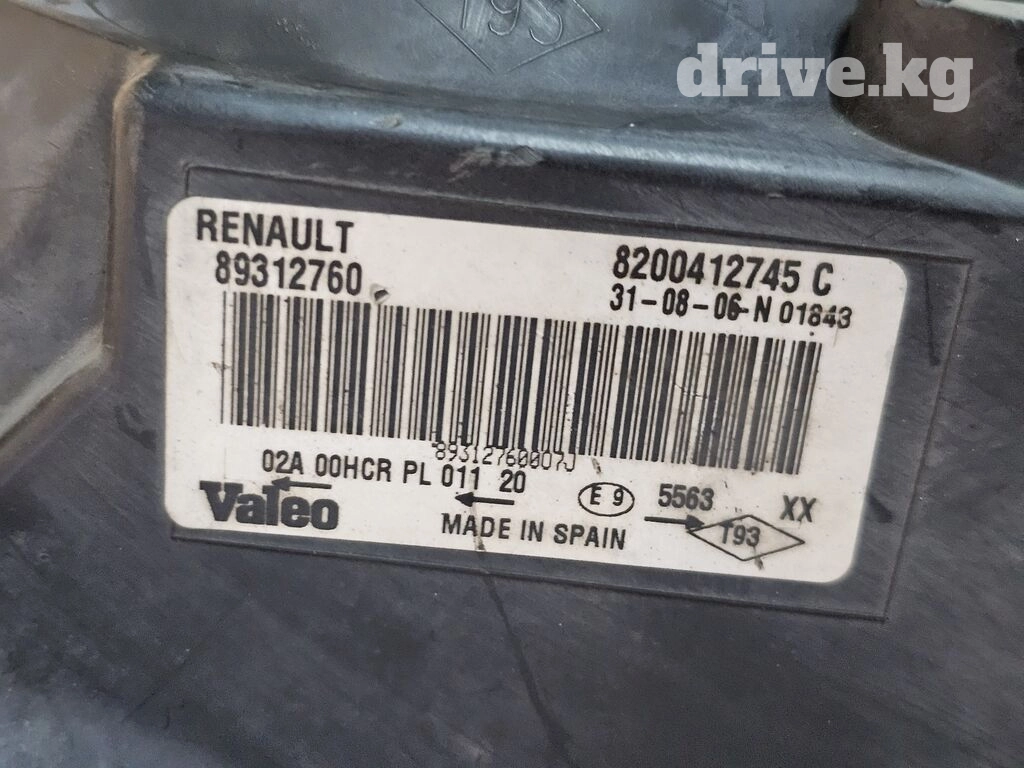 T93
drive.kg
RENAULT
89312760
8200412745 C
31-08-06-N 01843
89312760007J
02A 00HCR PL 011 20
E 9
5563
XX
Valeo
MADE IN SPAIN
T93